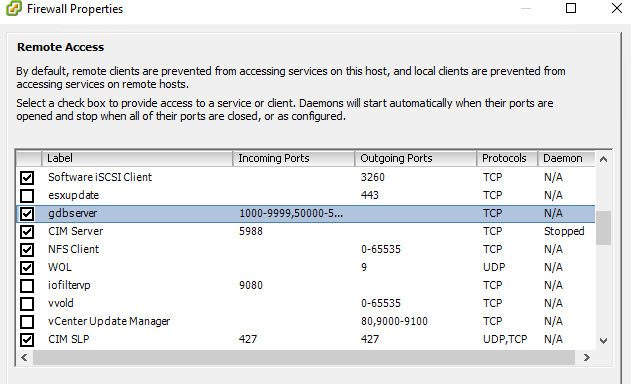 Firewall Properties
Remote Access
By default, remote clients are prevented from accessing services on this host, and local clients are prevented from
accessing services on remote hosts.
Select a check box to provide access to a service or client. Daemons will start automatically when their ports are
opened and stop when all of their ports are closed, or as configured.
Label Incoming Ports Outgoing Ports Protocols Daemon
Software iSCSI Client 3260 TCP N/A
esxupdate 443 TCP N/A
gdbserver 1000-9999,50000-5... TCP N/A
CIM Server 5988 TCP Stopped
NFS Client 0-65535 TCP N/A
WOL 9 UDP N/A
iofiltervp 9080 TCP N/A
vvold 0-65535 TCP N/A
vCenter Update Manager 80,9000-9100 TCP N/A
CIM SLP 427 427 UDP,TCP N/A